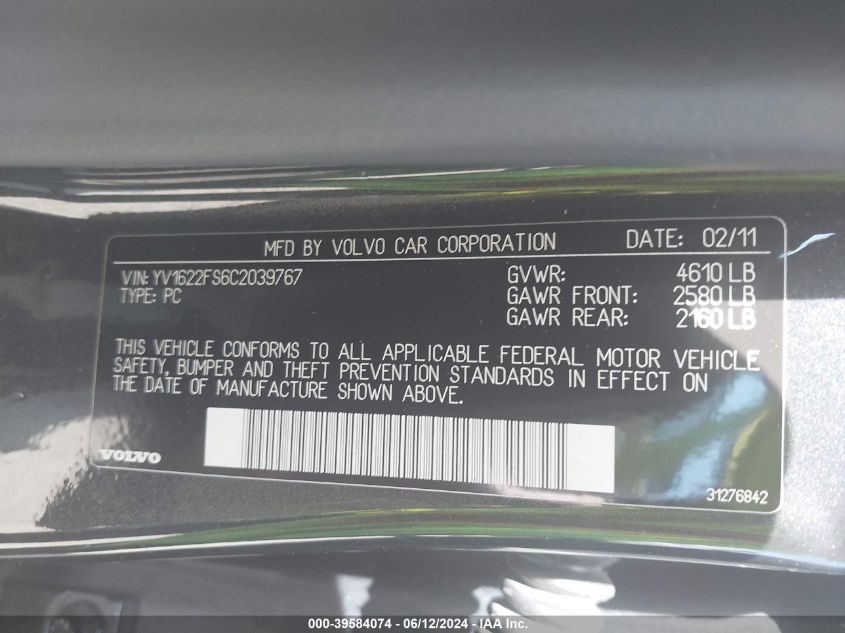 MFD BY VOLVO CAR CORPORATION DATE: 02/11
VIN: YV1622FS6C2039767 GVWR: 4610 LB
TYPE: PC GAWR FRONT: 2580 LB
GAWR REAR: 2160 LB
THIS VEHICLE CONFORMS TO ALL APPLICABLE FEDERAL MOTOR VEHICLE
SAFETY, BUMPER AND THEFT PREVENTION STANDARDS IN EFFECT ON
THE DATE OF MANUFACTURE SHOWN ABOVE.
VOLVO
31276842
000-39584074 - 06/12/2024 - IAA Inc.